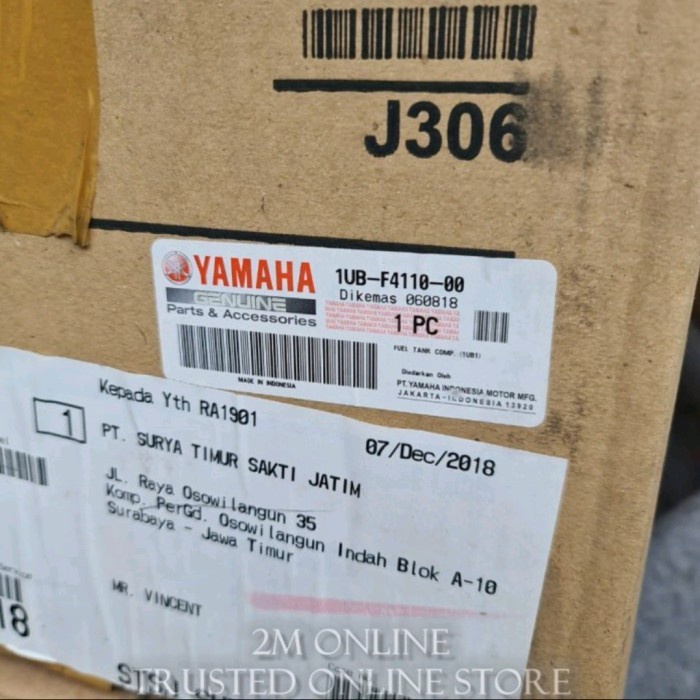 J306
YAMAHA
GENUINE
Parts & Accessories
MADE IN INDONESIA
1UB-F4110-00
Dikemas 060818
1 PC
FUEL TANK COMP. (1UB1)
Diedarkan Oleh
PT. YAMAHA INDONESIA MOTOR MFG.
JAKARTA-INDONESIA 13920
1
Kepada Yth RA1901
07/Dec/2018
PT. SURYA TIMUR SAKTI JATIM
JL. Raya Osowilangun 35
Komp. PerGd. Osowilangun Indah Blok A-10
Surabaya - Jawa Timur
MR. VINCENT
18
2M ONLINE
TRUSTED ONLINE STORE